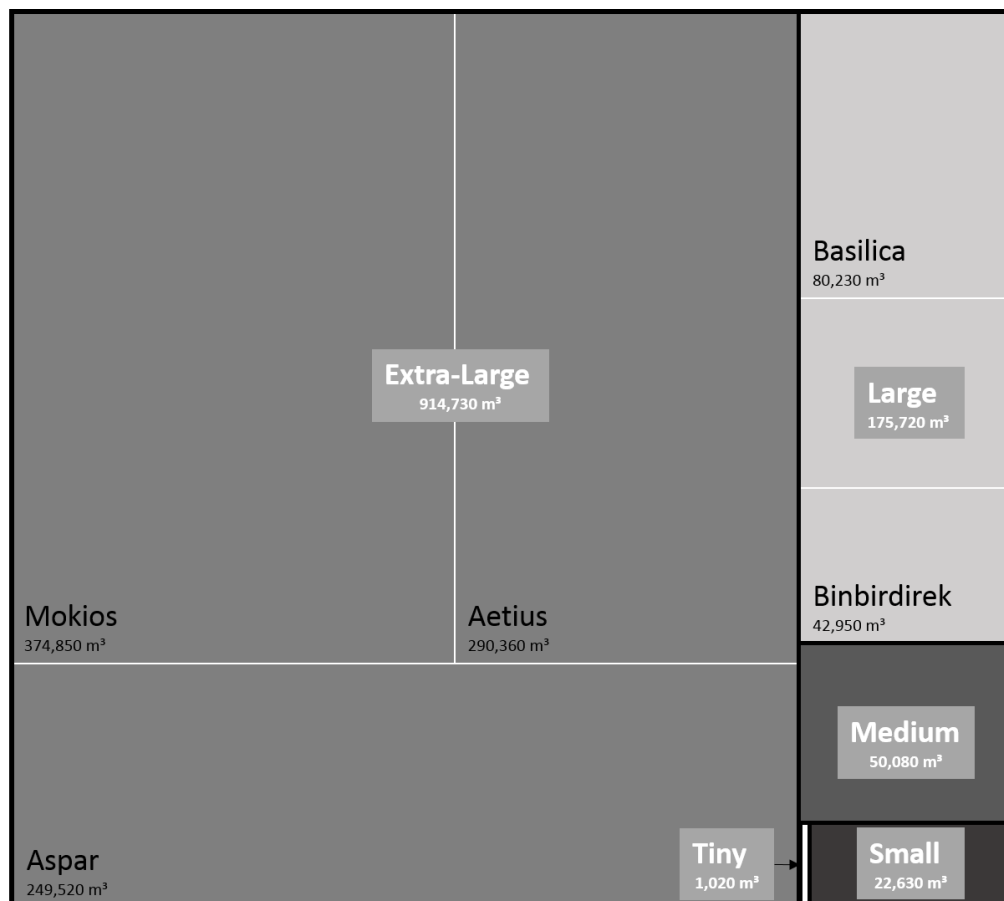 Basilica
80,230 m³
Extra-Large
914,730 m³
Large
175,720 m³
Mokios
374,850 m³
Aetius
290,360 m³
Binbirdirek
42,950 m³
Medium
50,080 m³
Aspar
249,520 m³
Tiny
1,020 m³
Small
22,630 m³